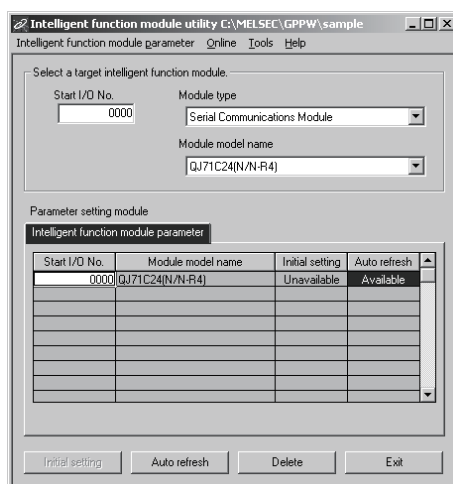 Intelligent function module utility C:\MELSEC\GPPW\sample
Intelligent function module parameter Online Tools Help
Select a target intelligent function module.
Start I/O No. Module type
0000 Serial Communications Module
Module model name
QJ71C24(N/N-R4)
Parameter setting module
Intelligent function module parameter
Start I/O No. Module model name Initial setting Auto refresh
0000 QJ71C24(N/N-R4) Unavailable Available
Initial setting Auto refresh Delete Exit